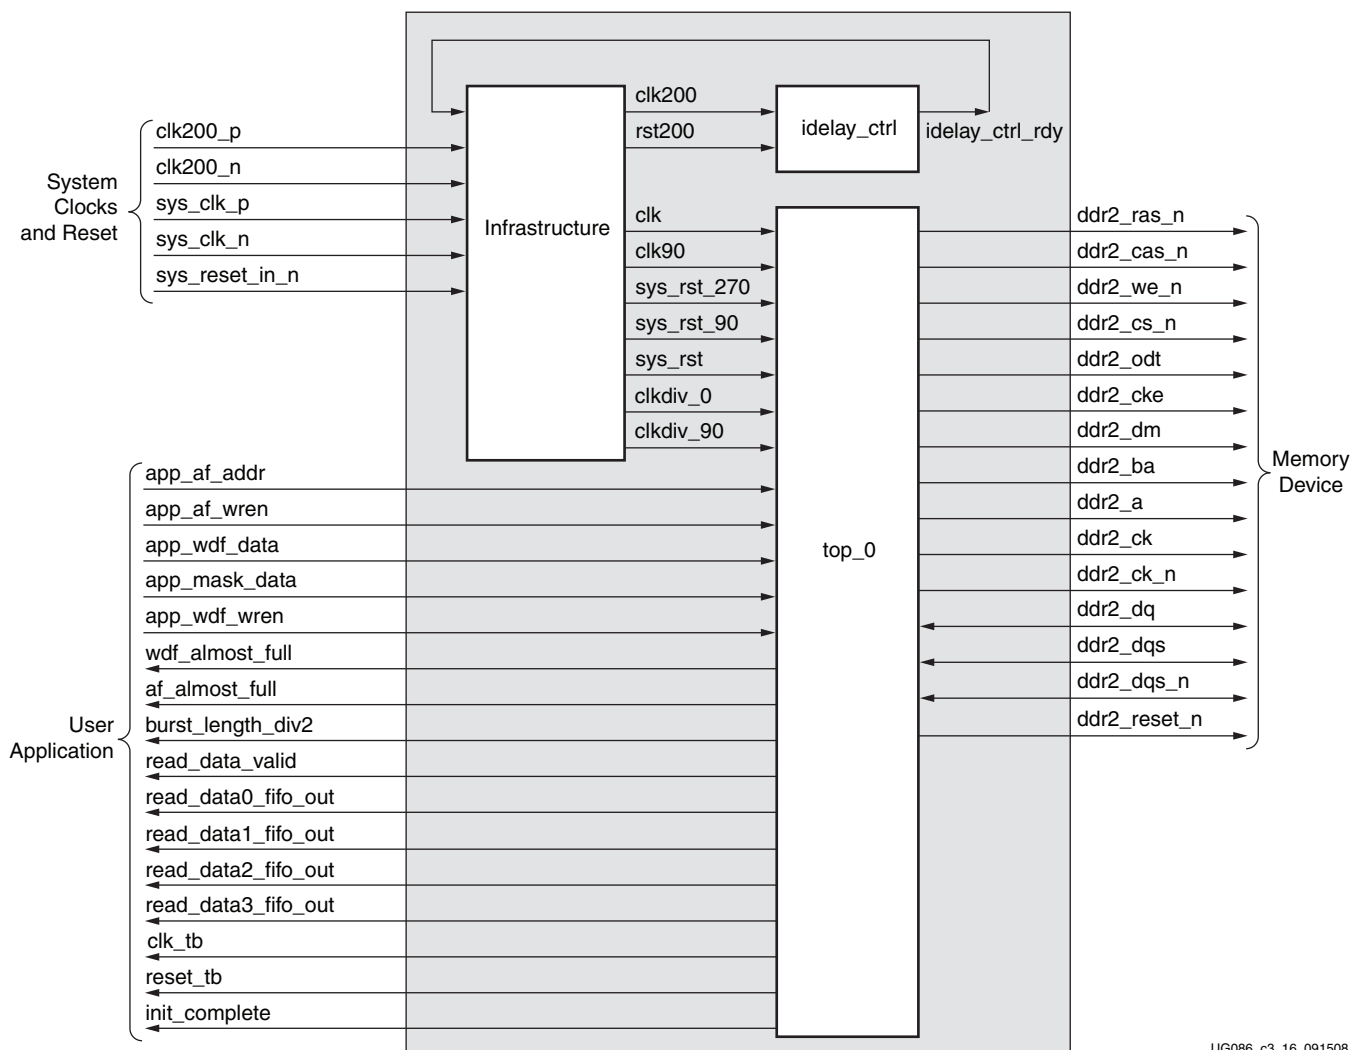 clk200
rst200
idelay_ctrl
idelay_ctrl_rdy
System
Clocks
and Reset
clk200_p
clk200_n
sys_clk_p
sys_clk_n
sys_reset_in_n
Infrastructure
clk
clk90
sys_rst_270
sys_rst_90
sys_rst
clkdiv_0
clkdiv_90
top_0
ddr2_ras_n
ddr2_cas_n
ddr2_we_n
ddr2_cs_n
ddr2_odt
ddr2_cke
ddr2_dm
ddr2_ba
ddr2_a
ddr2_ck
ddr2_ck_n
ddr2_dq
ddr2_dqs
ddr2_dqs_n
ddr2_reset_n
Memory
Device
User
Application
app_af_addr
app_af_wren
app_wdf_data
app_mask_data
app_wdf_wren
wdf_almost_full
af_almost_full
burst_length_div2
read_data_valid
read_data0_fifo_out
read_data1_fifo_out
read_data2_fifo_out
read_data3_fifo_out
clk_tb
reset_tb
init_complete
UG086_c3_16_091508